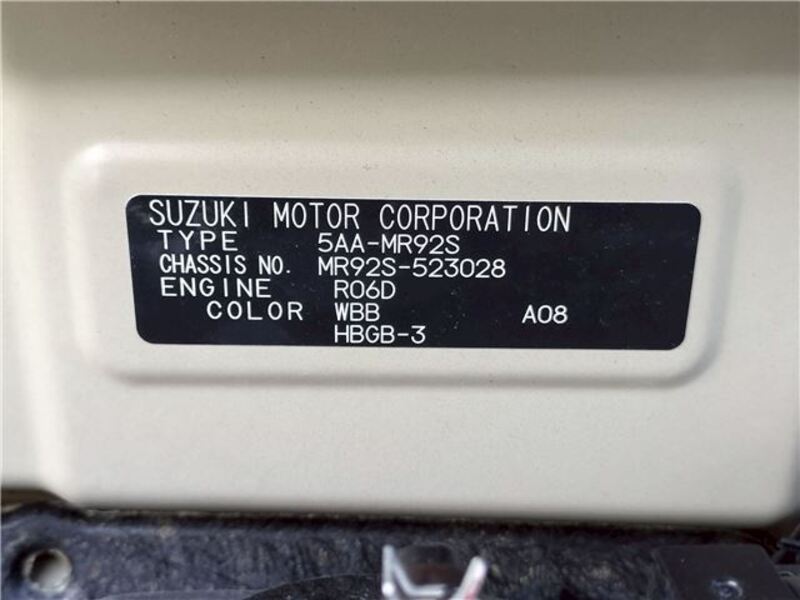 SUZUKI MOTOR CORPORATION
TYPE 5AA-MR92S
CHASSIS NO. MR92S-523028
ENGINE R06D
COLOR WBB A08
HBGB-3